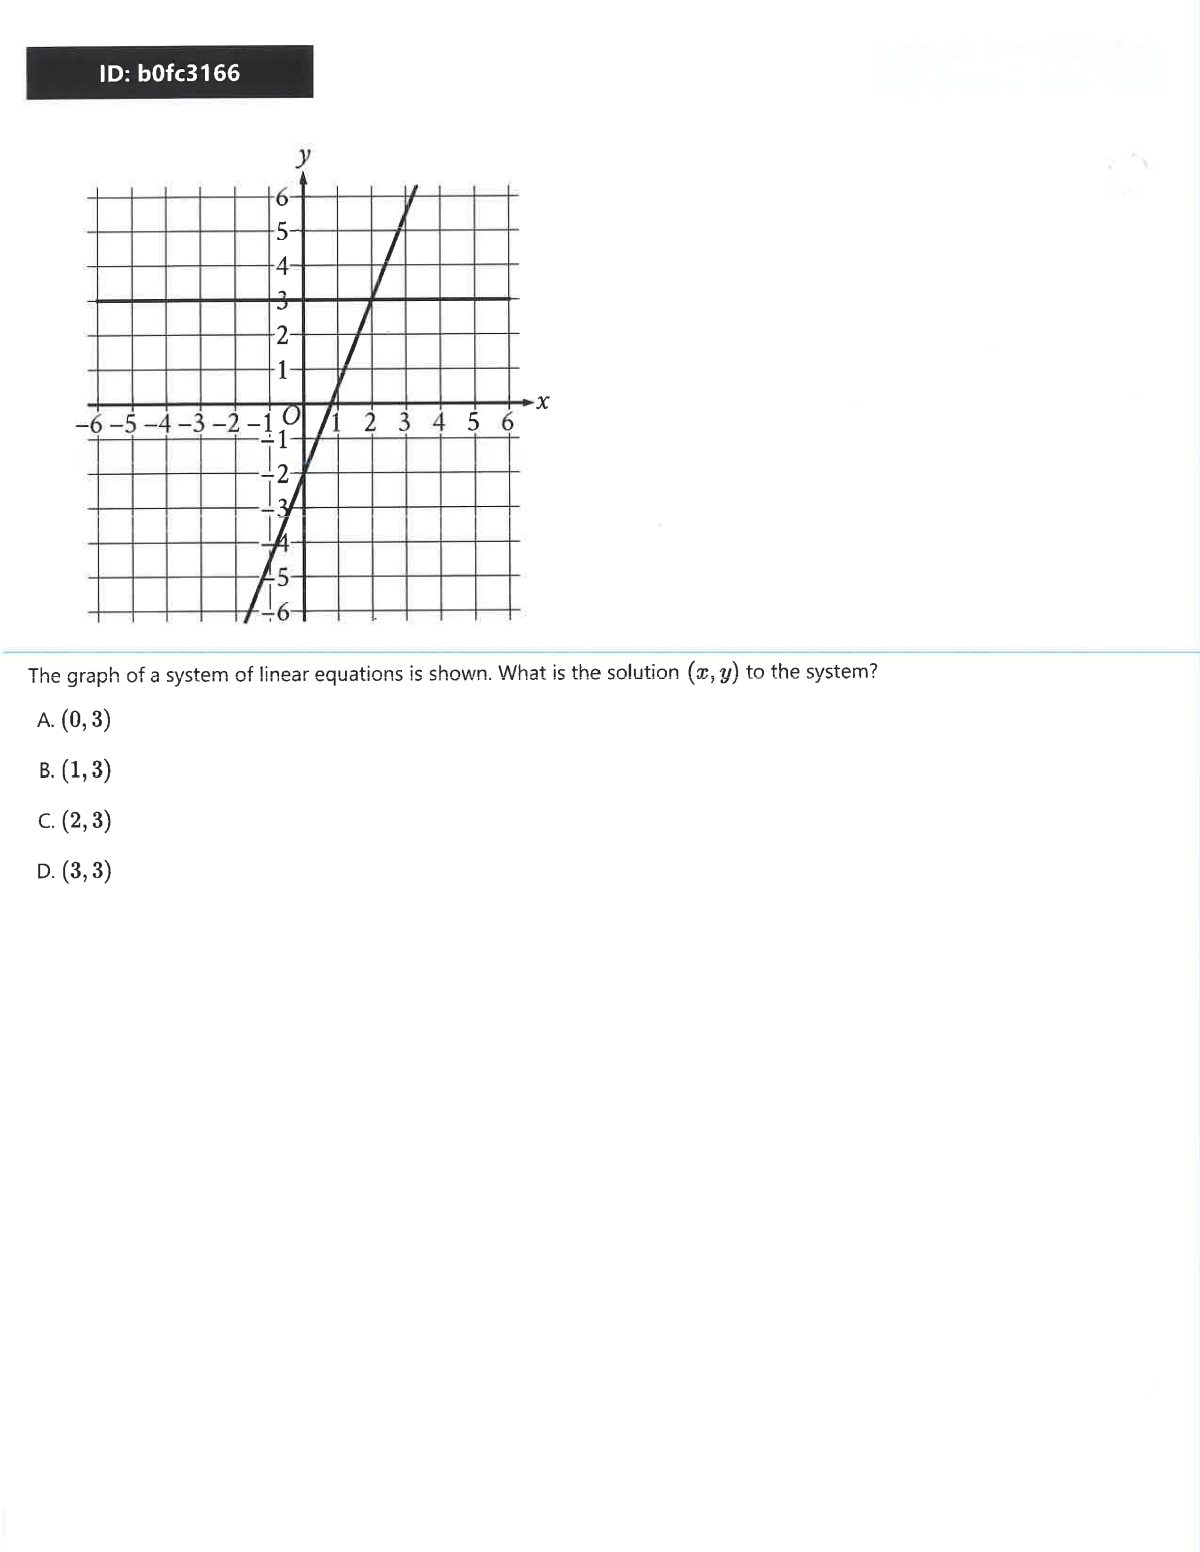 ID: b0fc3166
y
6
5
4
3
2
1
x
-6 -5 -4 -3 -2 -1 O 1 2 3 4 5 6
-1
-2
-3
-4
-5
-6
The graph of a system of linear equations is shown. What is the solution (x, y) to the system?
A. (0, 3)
B. (1, 3)
C. (2, 3)
D. (3, 3)